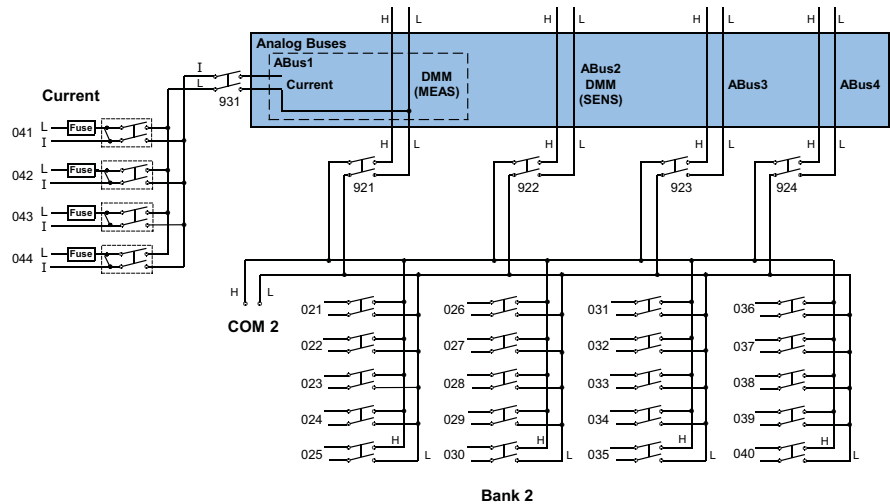 H L H L H L H L
Analog Buses
ABus1
Current
DMM
(MEAS)
ABus2
DMM
(SENS)
ABus3
ABus4
I
L
931
Current
041 L Fuse
I
042 L Fuse
I
043 L Fuse
I
044 L Fuse
I
H L H L H L H L
921 922 923 924
H L
COM 2
021 026 031 036
022 027 032 037
023 028 033 038
024 029 034 039
H H H H
025 L 030 L 035 L 040 L
Bank 2